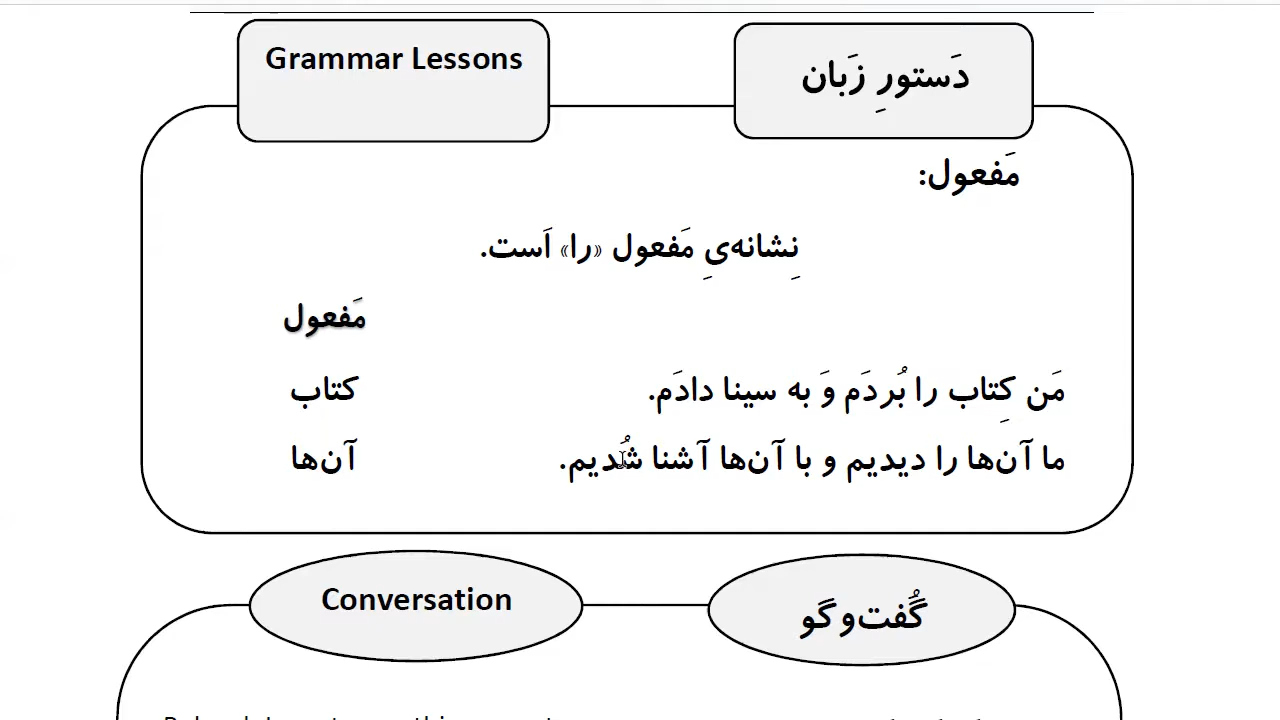 Grammar Lessons
دَستورِ زَبان
مَفعول:
نِشانه‌یِ مَفعول «را» اَست.
مَفعول
مَن کِتاب را بُردَم وَ به سینا دادَم.
کتاب
ما آن‌ها را دیدیم و با آن‌ها آشنا شُدیم.
آن‌ها
Conversation
گُفت‌و‌گو